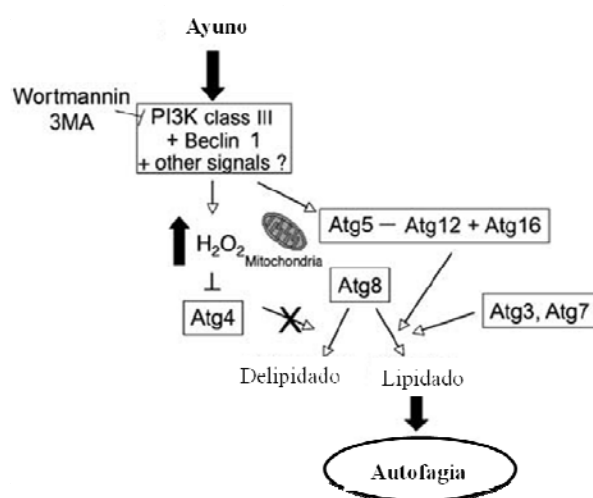 Ayuno
Wortmannin
3MA
PI3K class III
+ Beclin 1
+ other signals ?
H₂O₂
Mitochondria
Atg5 — Atg12 + Atg16
Atg8
Atg4
X
Atg3, Atg7
Delipidado
Lipidado
Autofagia